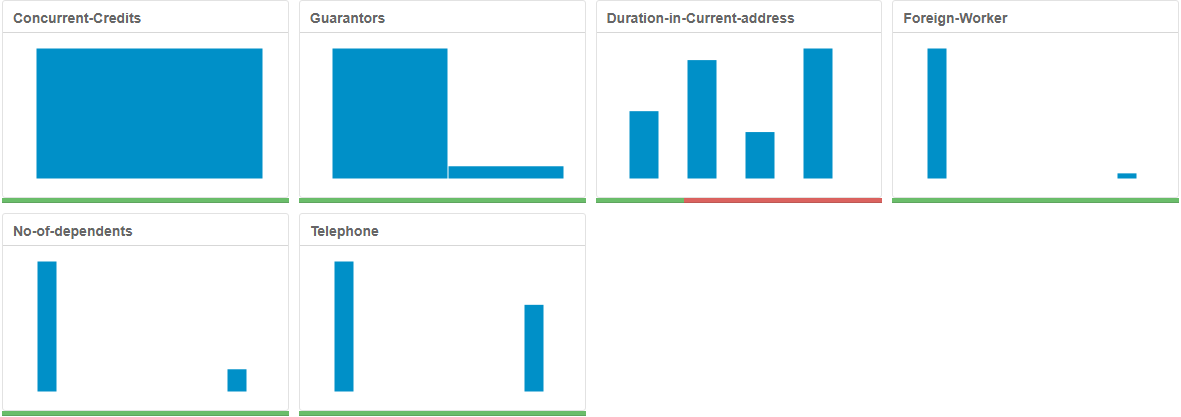 Concurrent-Credits
Guarantors
Duration-in-Current-address
Foreign-Worker
No-of-dependents
Telephone